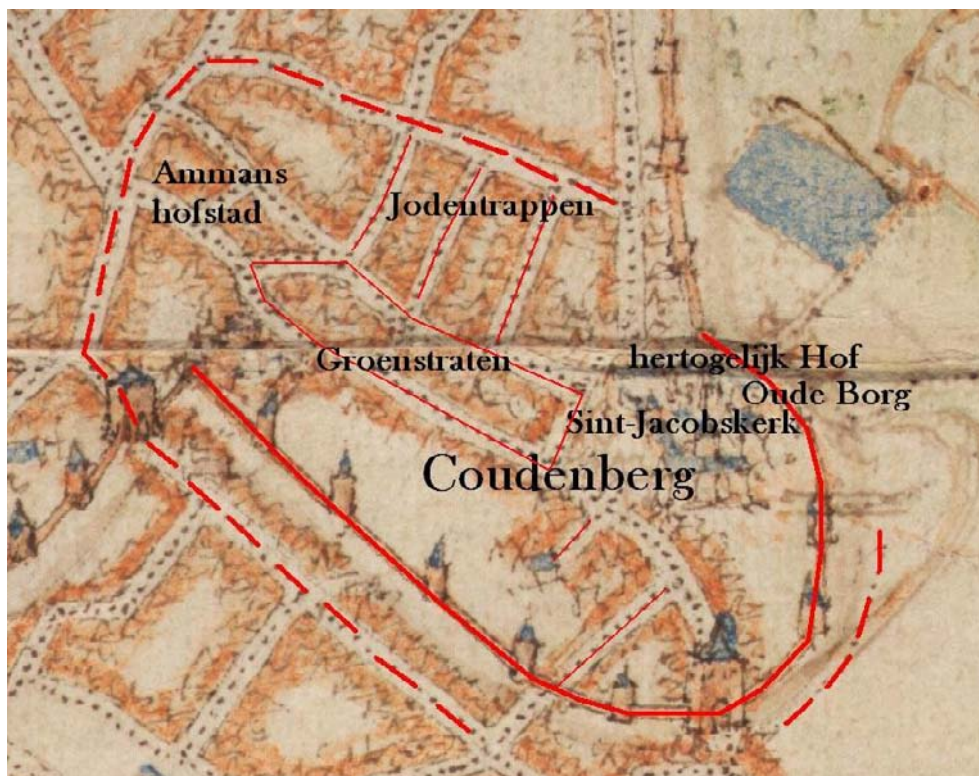 Ammans
hofstad
Jodentrappen
Groenstraten
hertogelijk Hof
Oude Borg
Sint-Jacobskerk
Coudenberg